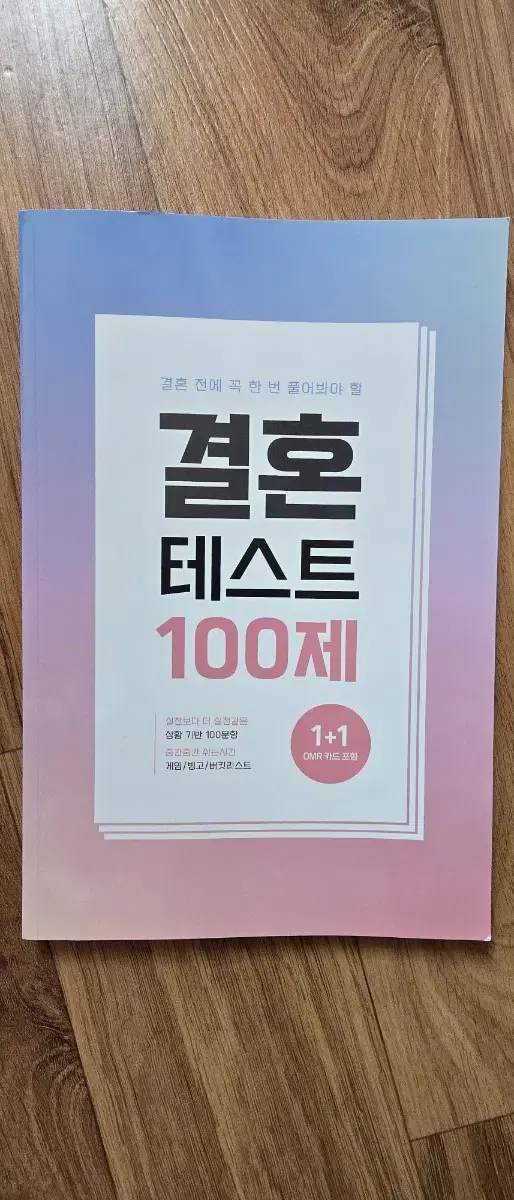 결혼 전에 꼭 한 번 풀어봐야 할
결혼
테스트
100제
실전보다 더 실전같은
상황 기반 100문항
중간중간 쉬는시간
게임/빙고/버킷리스트
1+1
OMR 카드 포함